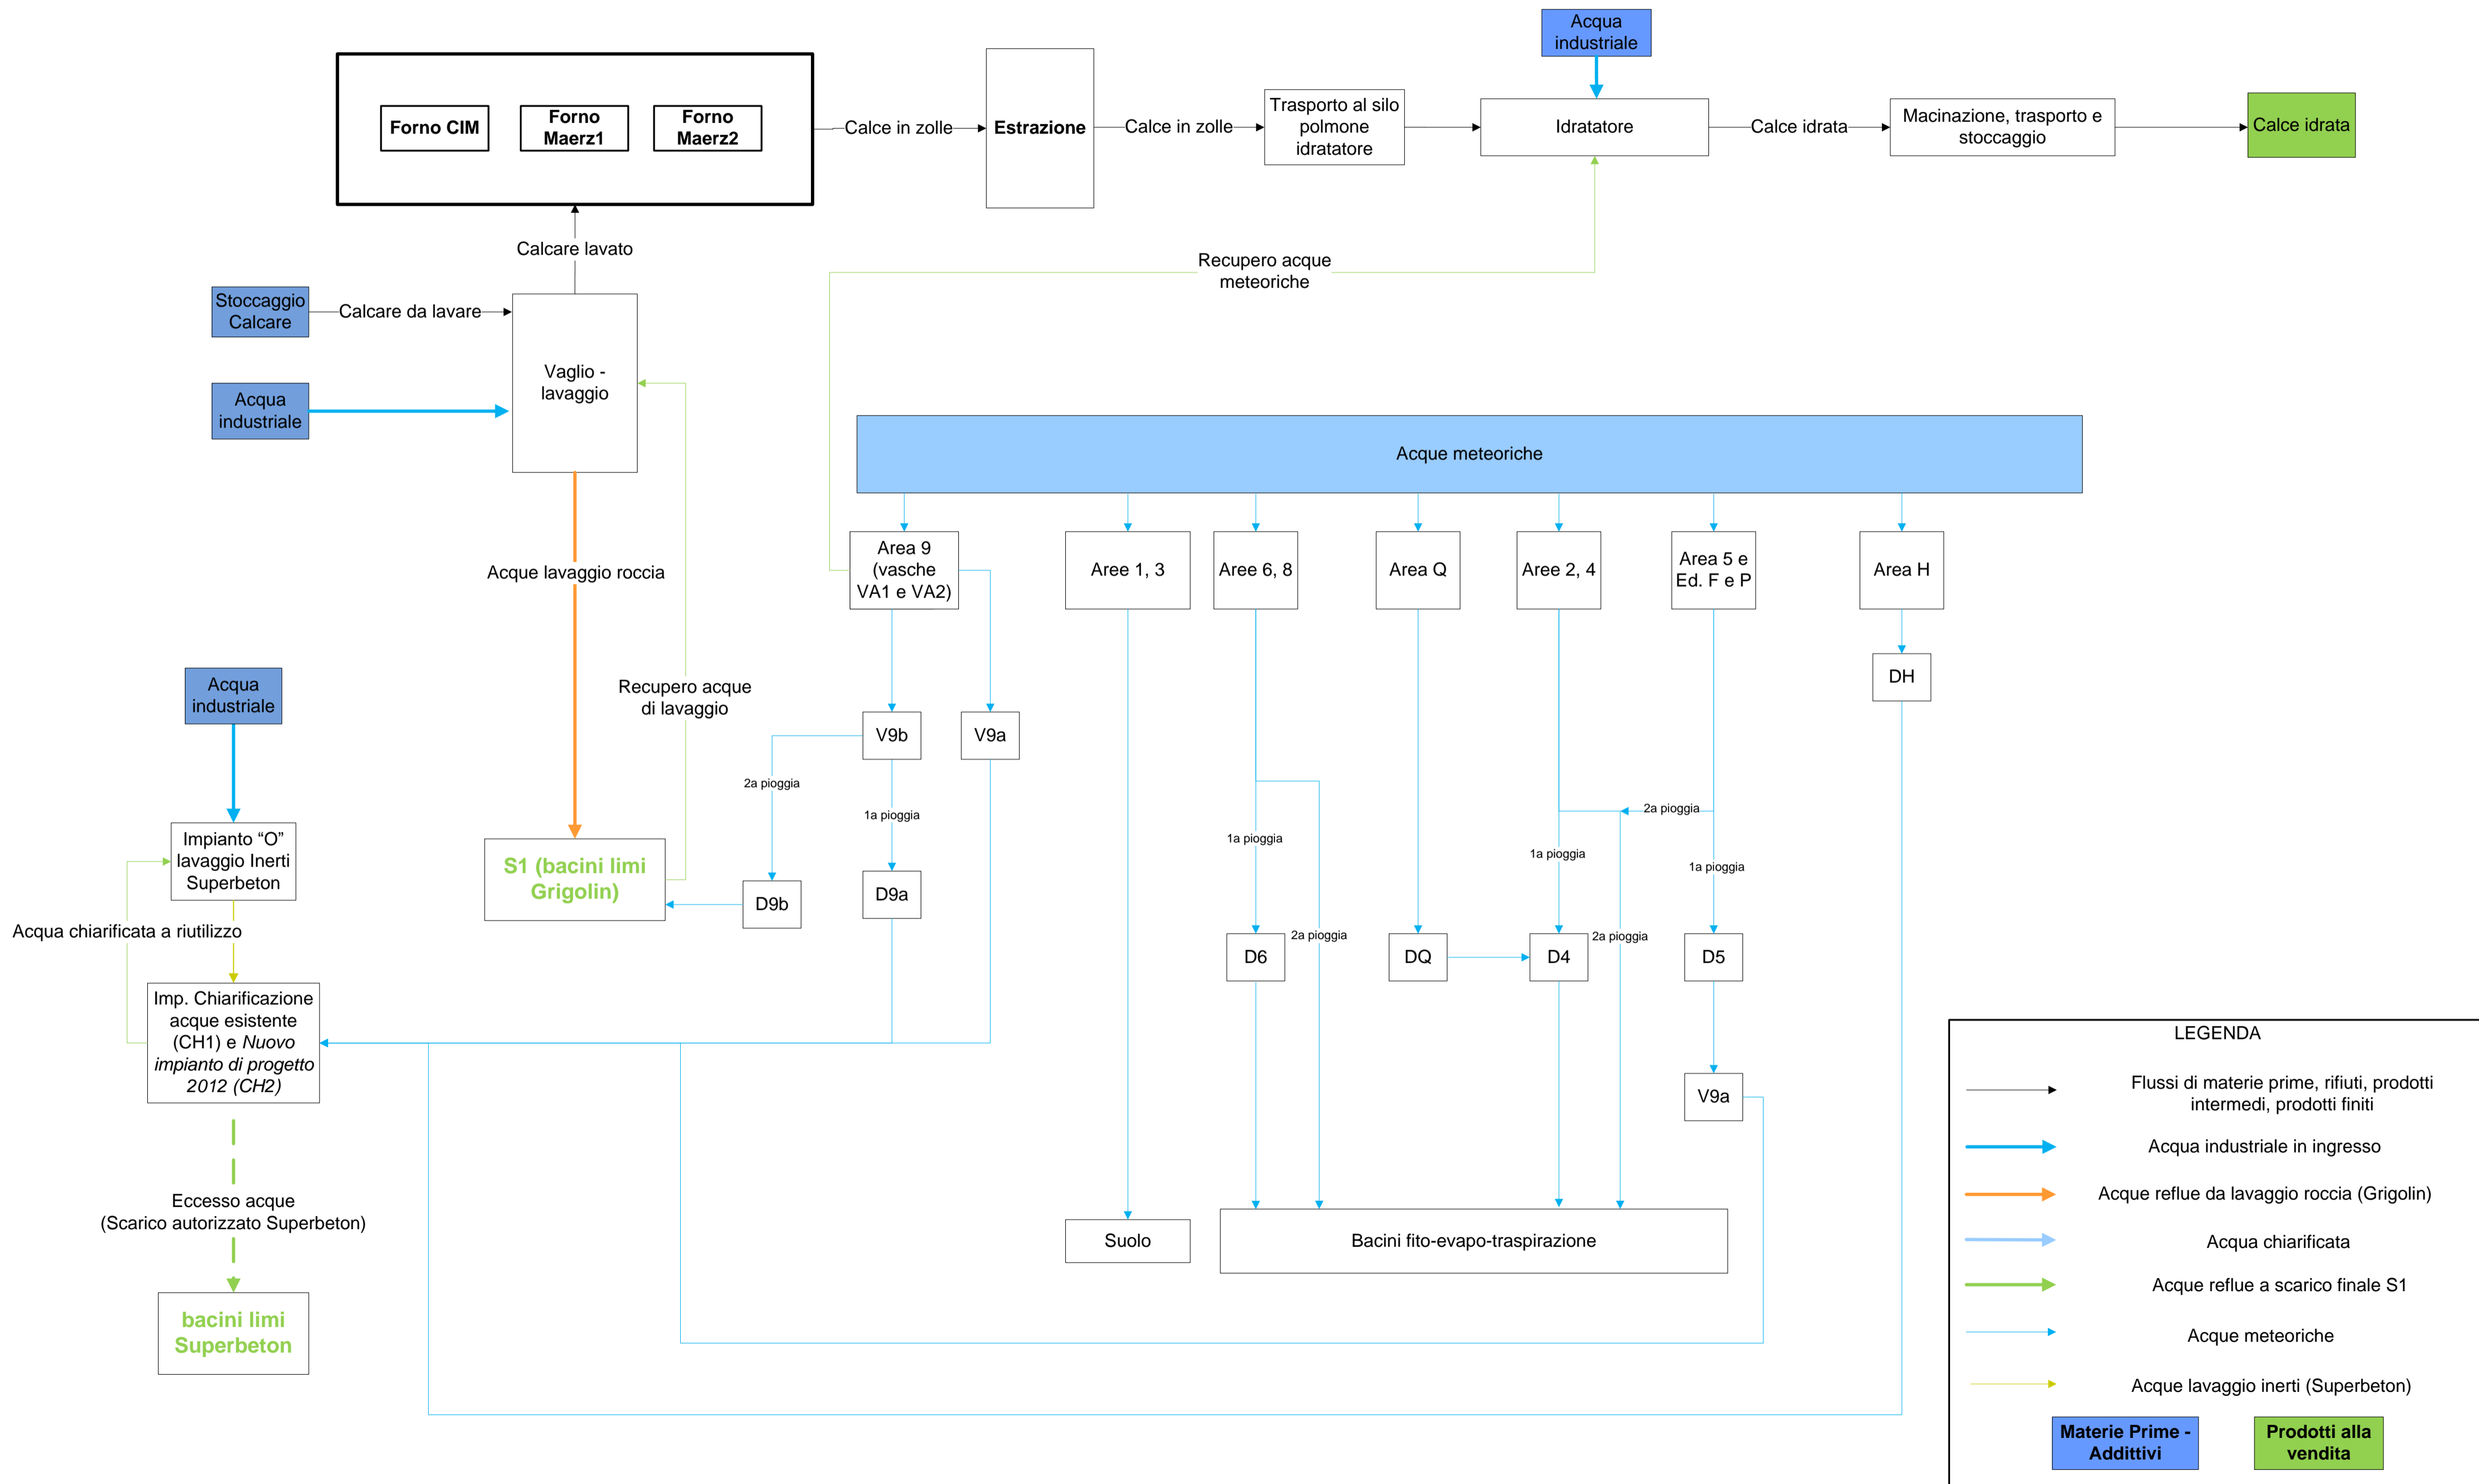 Acqua
industriale
Forno CIM
Forno
Maerz1
Forno
Maerz2
Calce in zolle
Estrazione
Calce in zolle
Trasporto al silo
polmone
idratatore
Idratatore
Calce idrata
Macinazione, trasporto e
stoccaggio
Calce idrata
Calcare lavato
Recupero acque
meteoriche
Stoccaggio
Calcare
Calcare da lavare
Vaglio -
lavaggio
Acqua
industriale
Acque meteoriche
Acque lavaggio roccia
Area 9
(vasche
VA1 e VA2)
Aree 1, 3
Aree 6, 8
Area Q
Aree 2, 4
Area 5 e
Ed. F e P
Area H
DH
Acqua
industriale
Recupero acque
di lavaggio
V9b
V9a
2a pioggia
1a pioggia
2a pioggia
1a pioggia
1a pioggia
1a pioggia
Impianto “O”
lavaggio Inerti
Superbeton
S1 (bacini limi
Grigolin)
D9b
D9a
Acqua chiarificata a riutilizzo
2a pioggia
2a pioggia
D6
DQ
D4
D5
Imp. Chiarificazione
acque esistente
(CH1) e Nuovo
impianto di progetto
2012 (CH2)
V9a
Eccesso acque
(Scarico autorizzato Superbeton)
Suolo
Bacini fito-evapo-traspirazione
bacini limi
Superbeton
LEGENDA
Flussi di materie prime, rifiuti, prodotti
intermedi, prodotti finiti
Acqua industriale in ingresso
Acque reflue da lavaggio roccia (Grigolin)
Acqua chiarificata
Acque reflue a scarico finale S1
Acque meteoriche
Acque lavaggio inerti (Superbeton)
Materie Prime -
Addittivi
Prodotti alla
vendita